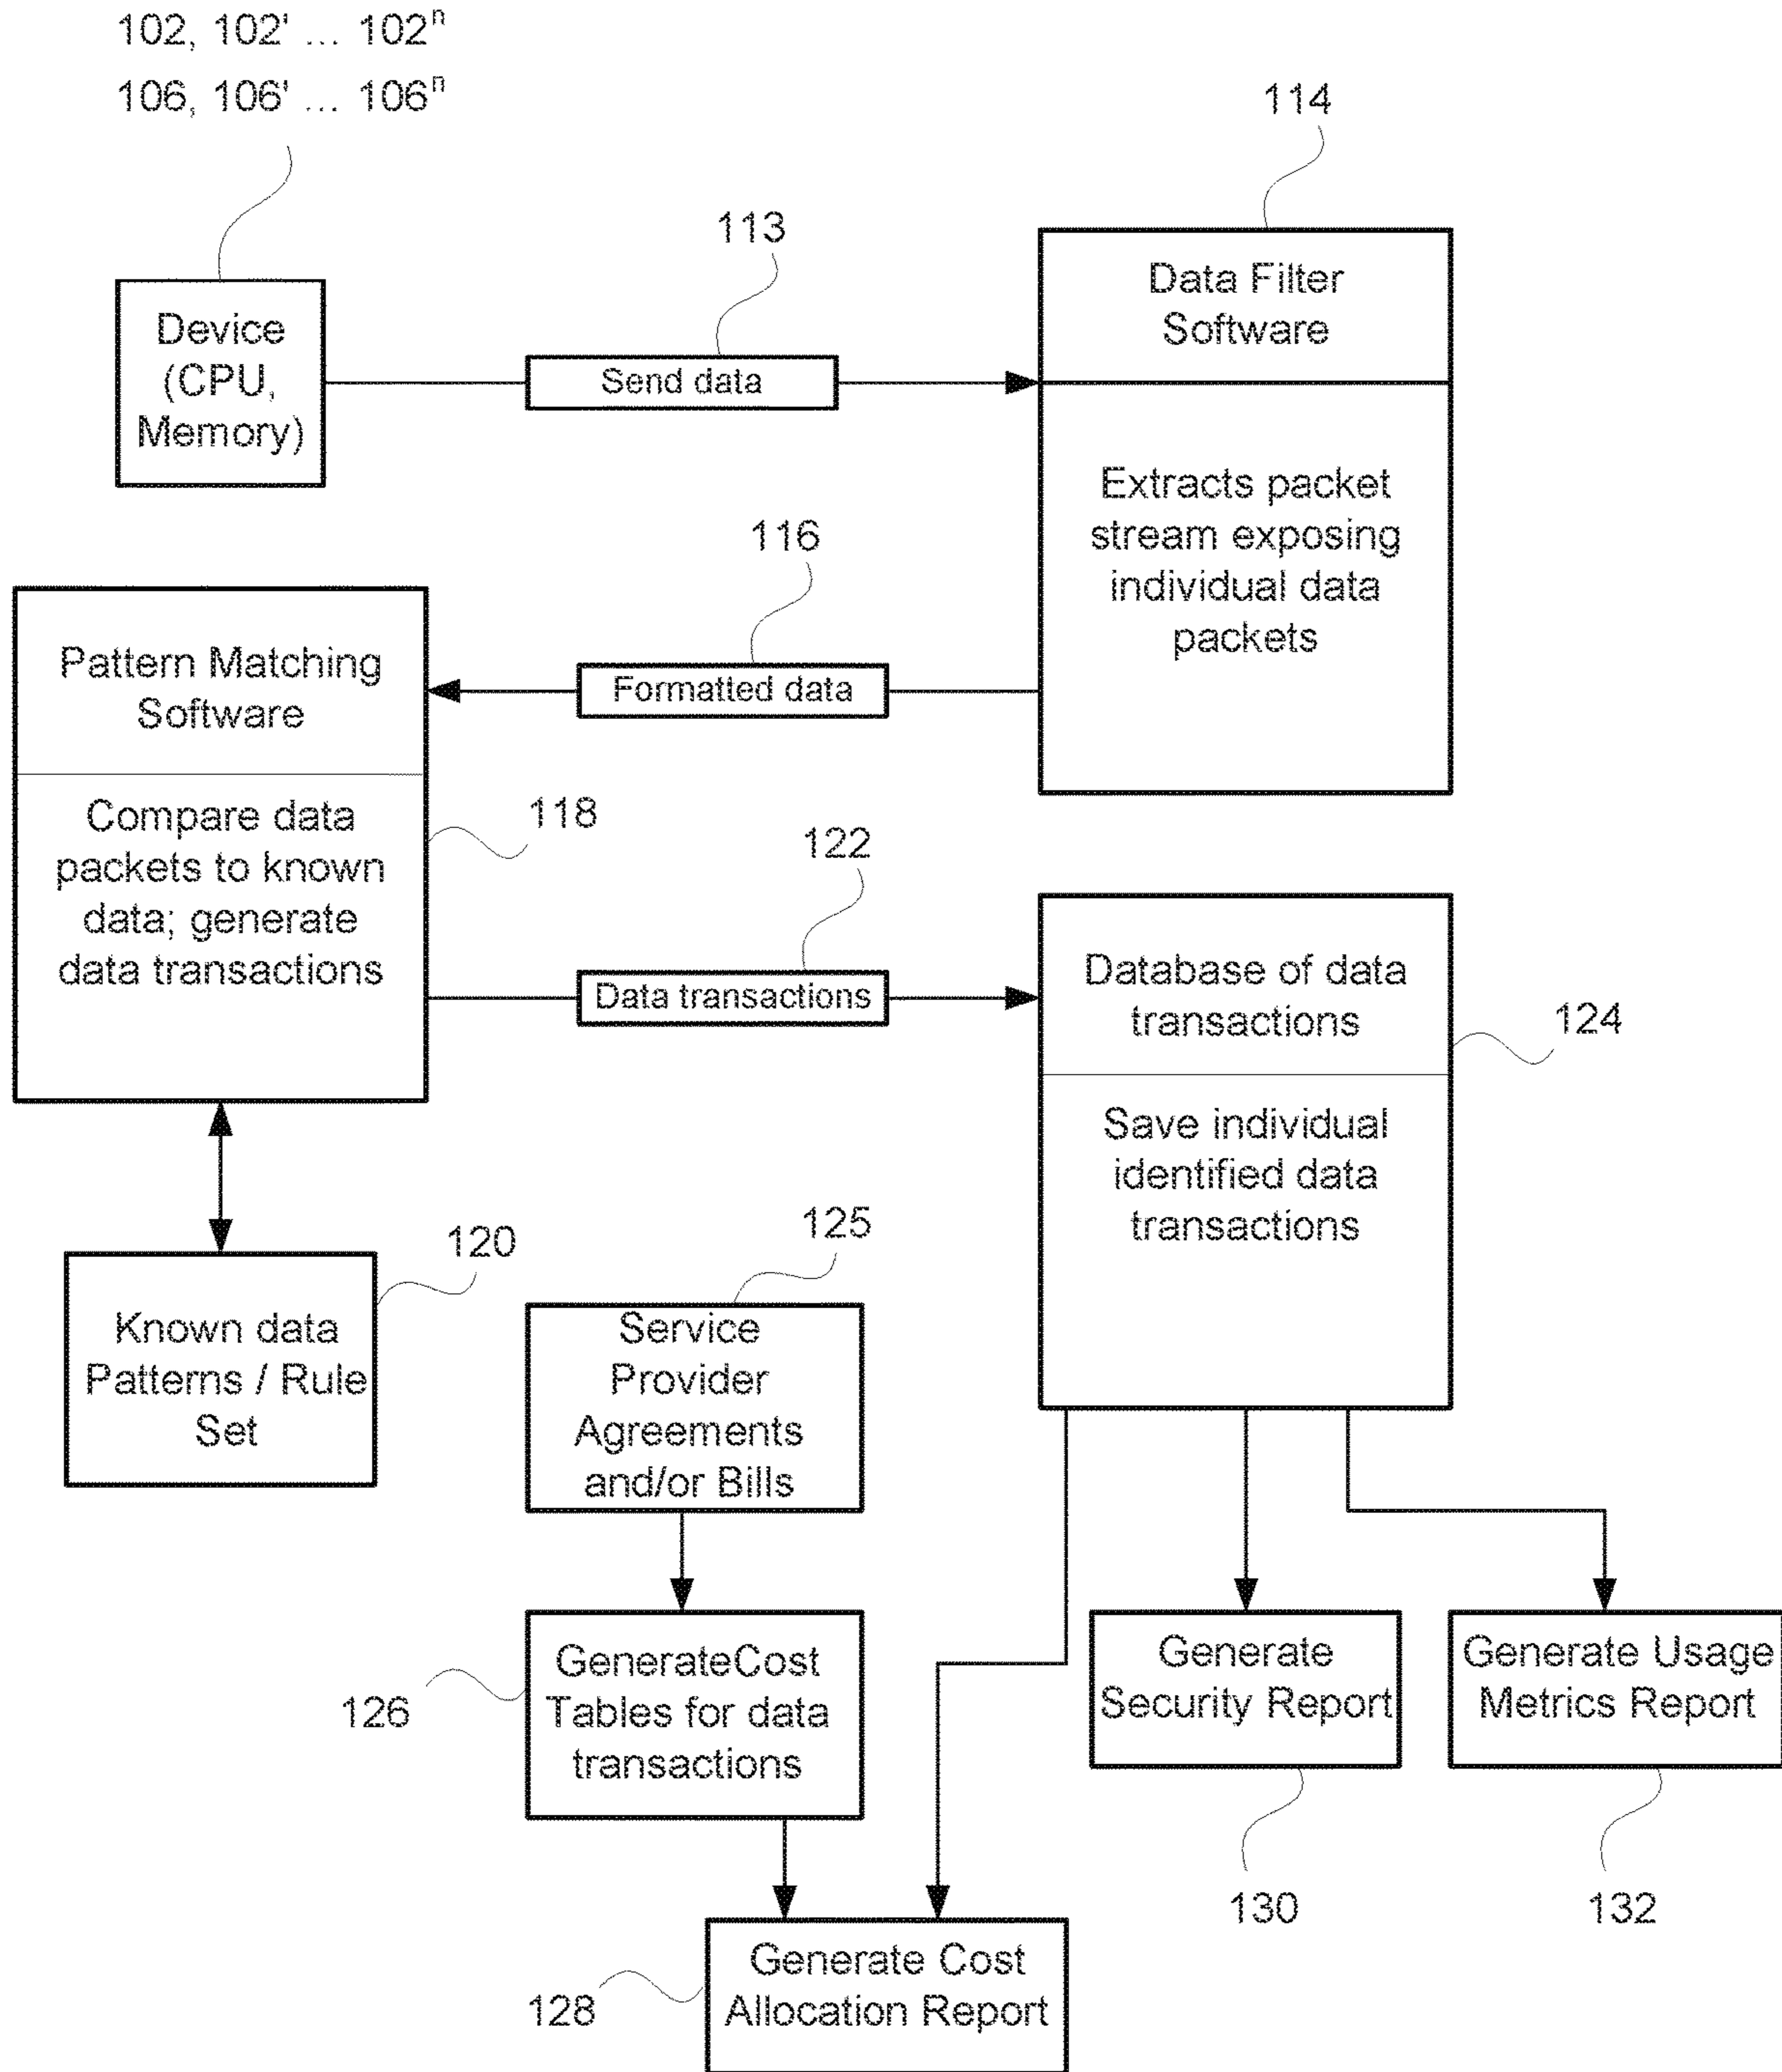 102, 102' ... 102ⁿ
106, 106' ... 106ⁿ
114
113
Device
(CPU,
Memory)
Send data
Data Filter
Software
Extracts packet
stream exposing
individual data
packets
116
Formatted data
Pattern Matching
Software
Compare data
packets to known
data; generate
data transactions
118
122
Data transactions
Database of data
transactions
124
Save individual
identified data
transactions
120
Known data
Patterns / Rule
Set
125
Service
Provider
Agreements
and/or Bills
126
GenerateCost
Tables for data
transactions
Generate
Security Report
Generate Usage
Metrics Report
130
132
128
Generate Cost
Allocation Report